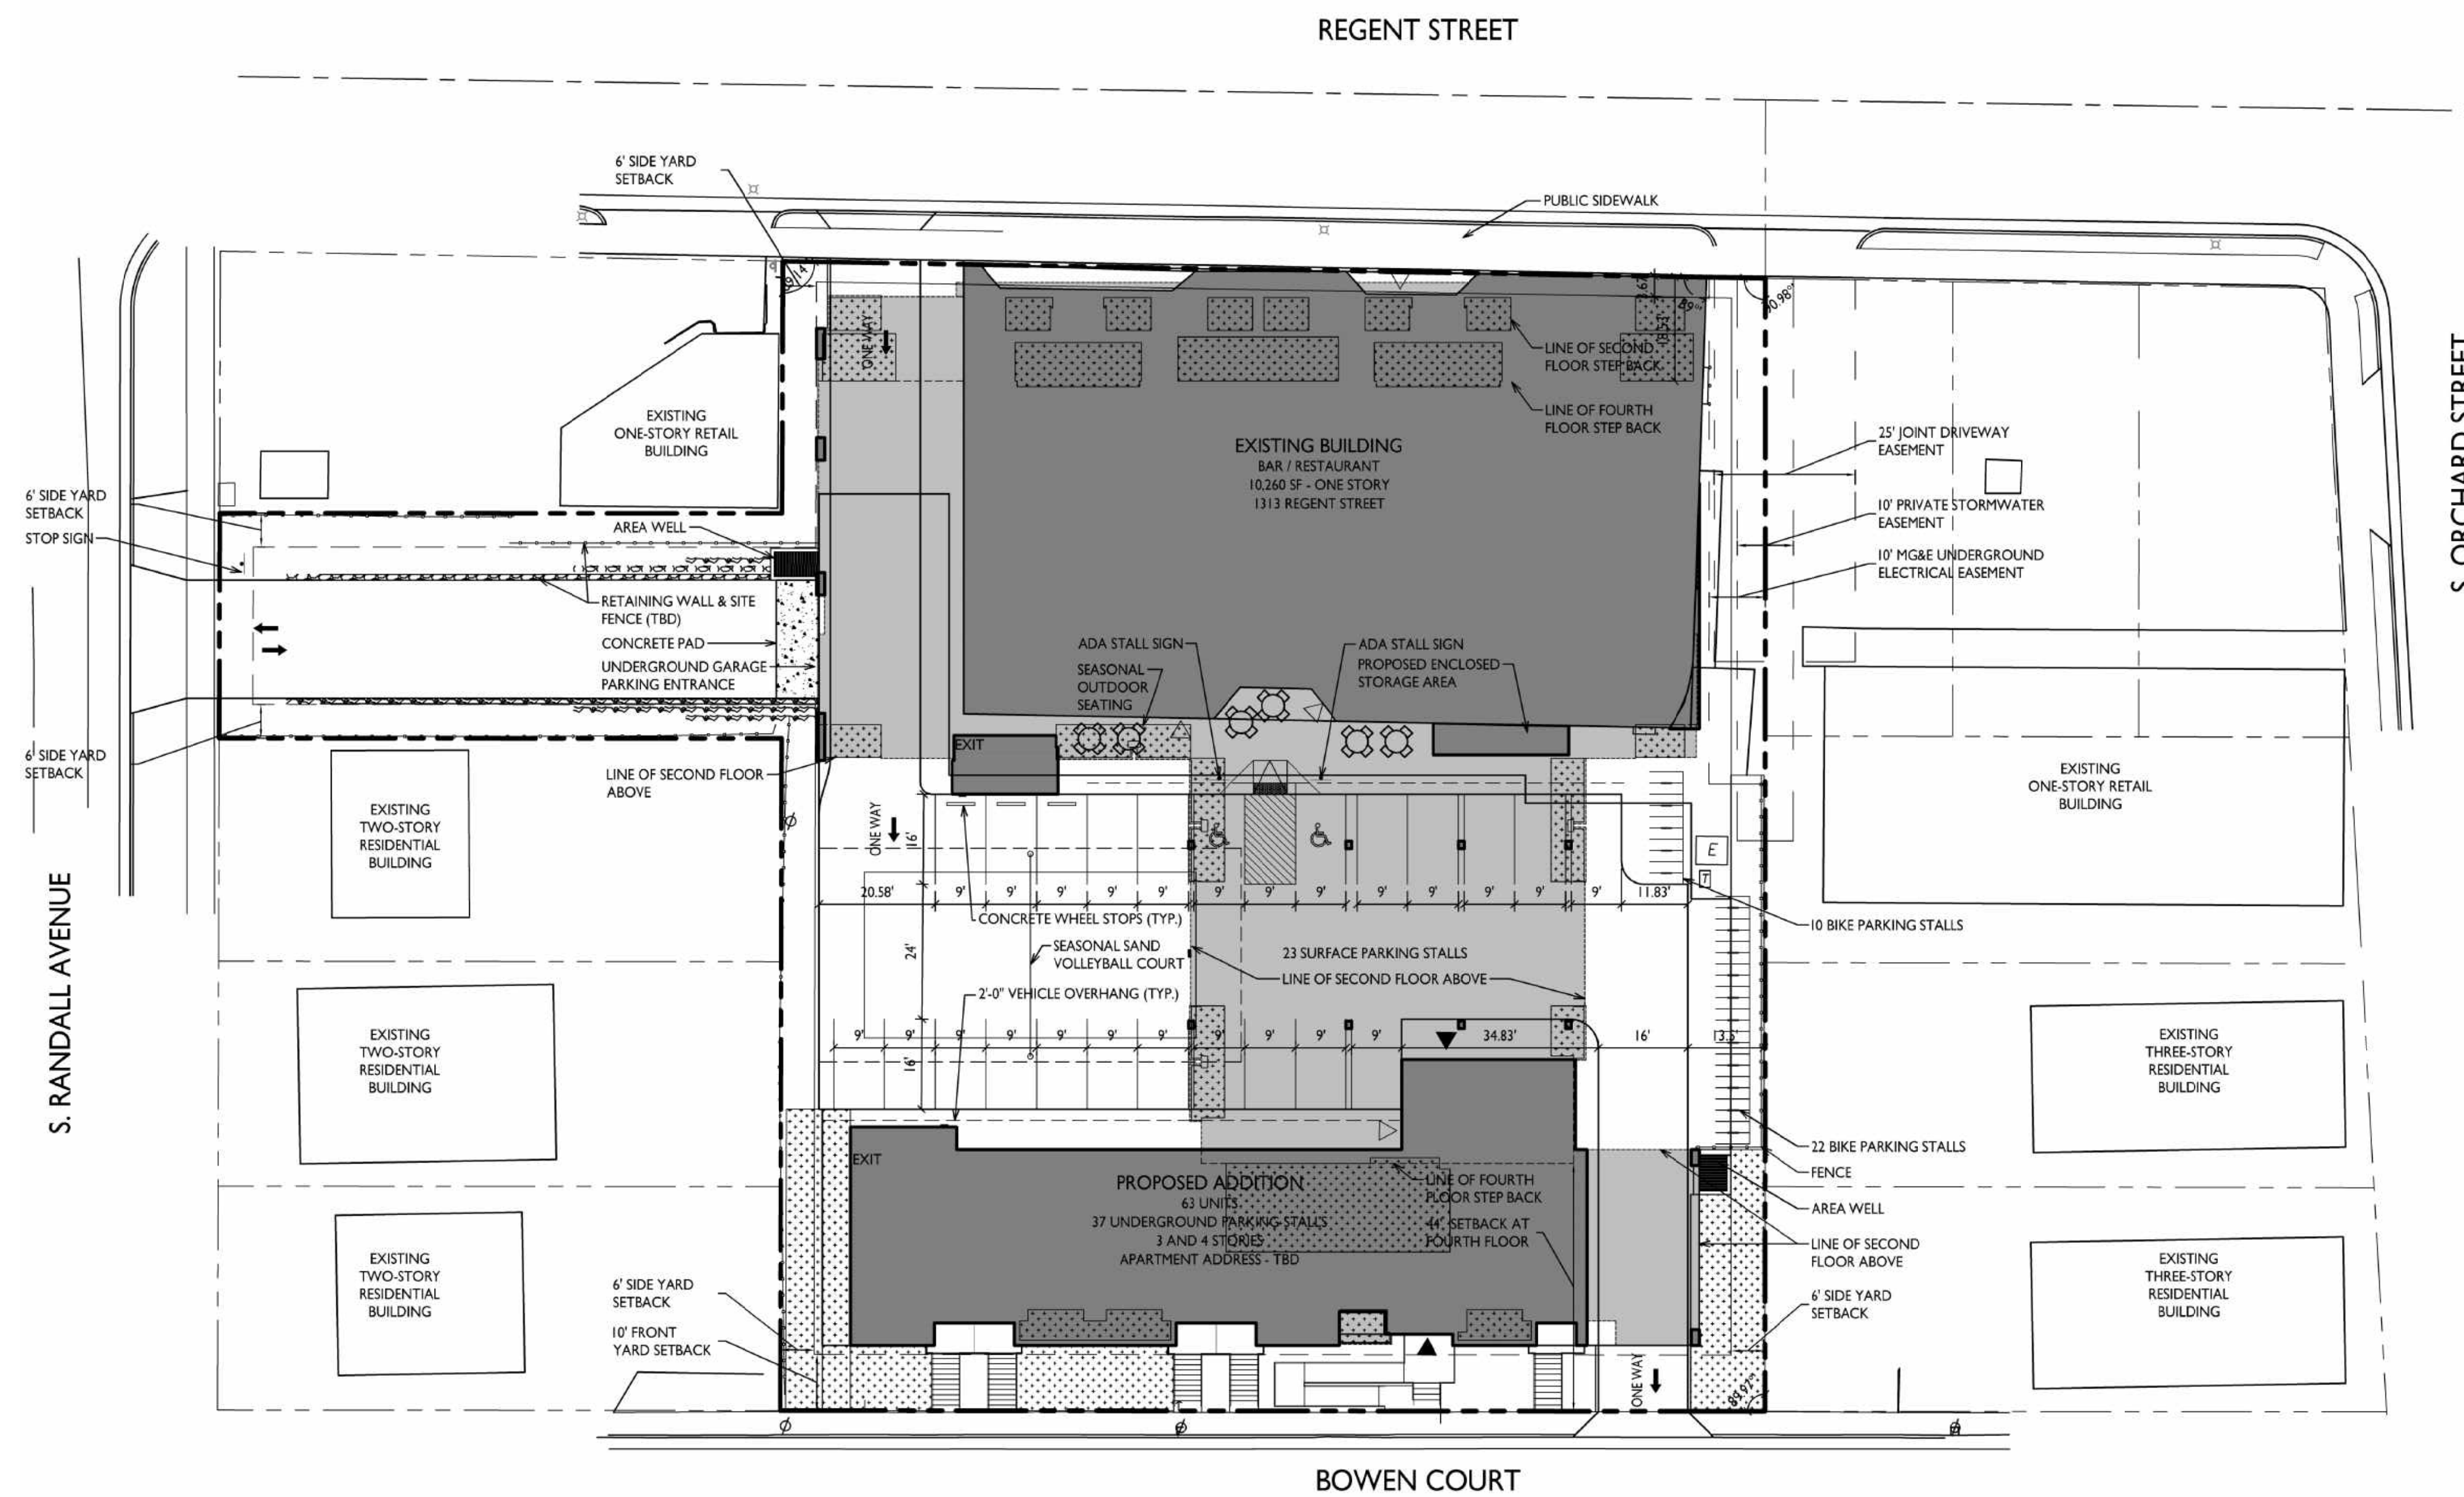 REGENT STREET
6' SIDE YARD
SETBACK
PUBLIC SIDEWALK
90.98°
89°
ONE WAY
LINE OF SECOND
FLOOR STEP BACK
LINE OF FOURTH
FLOOR STEP BACK
EXISTING
ONE-STORY RETAIL
BUILDING
EXISTING BUILDING
BAR / RESTAURANT
10,260 SF - ONE STORY
1313 REGENT STREET
25' JOINT DRIVEWAY
EASEMENT
10' PRIVATE STORMWATER
EASEMENT
10' MG&E UNDERGROUND
ELECTRICAL EASEMENT
S. ORCHARD STREET
6' SIDE YARD
SETBACK
STOP SIGN
AREA WELL
RETAINING WALL & SITE
FENCE (TBD)
CONCRETE PAD
UNDERGROUND GARAGE
PARKING ENTRANCE
ADA STALL SIGN
SEASONAL
OUTDOOR
SEATING
ADA STALL SIGN
PROPOSED ENCLOSED
STORAGE AREA
EXIT
6' SIDE YARD
SETBACK
LINE OF SECOND FLOOR
ABOVE
EXISTING
ONE-STORY RETAIL
BUILDING
EXISTING
TWO-STORY
RESIDENTIAL
BUILDING
ONE WAY
16'
E
T
20.58'
9'
9'
9'
9'
9'
9'
9'
9'
9'
9'
9'
9'
9'
11.83'
CONCRETE WHEEL STOPS (TYP.)
10 BIKE PARKING STALLS
24'
SEASONAL SAND
VOLLEYBALL COURT
23 SURFACE PARKING STALLS
LINE OF SECOND FLOOR ABOVE
2'-0" VEHICLE OVERHANG (TYP.)
S. RANDALL AVENUE
9'
9'
9'
9'
9'
9'
9'
9'
9'
9'
9'
34.83'
16'
13.5'
16'
EXISTING
TWO-STORY
RESIDENTIAL
BUILDING
EXISTING
THREE-STORY
RESIDENTIAL
BUILDING
22 BIKE PARKING STALLS
FENCE
AREA WELL
EXIT
PROPOSED ADDITION
63 UNITS
37 UNDERGROUND PARKING STALLS
3 AND 4 STORIES
APARTMENT ADDRESS - TBD
LINE OF FOURTH
FLOOR STEP BACK
44' SETBACK AT
FOURTH FLOOR
LINE OF SECOND
FLOOR ABOVE
EXISTING
TWO-STORY
RESIDENTIAL
BUILDING
6' SIDE YARD
SETBACK
10' FRONT
YARD SETBACK
6' SIDE YARD
SETBACK
EXISTING
THREE-STORY
RESIDENTIAL
BUILDING
ONE WAY
89.92°
BOWEN COURT